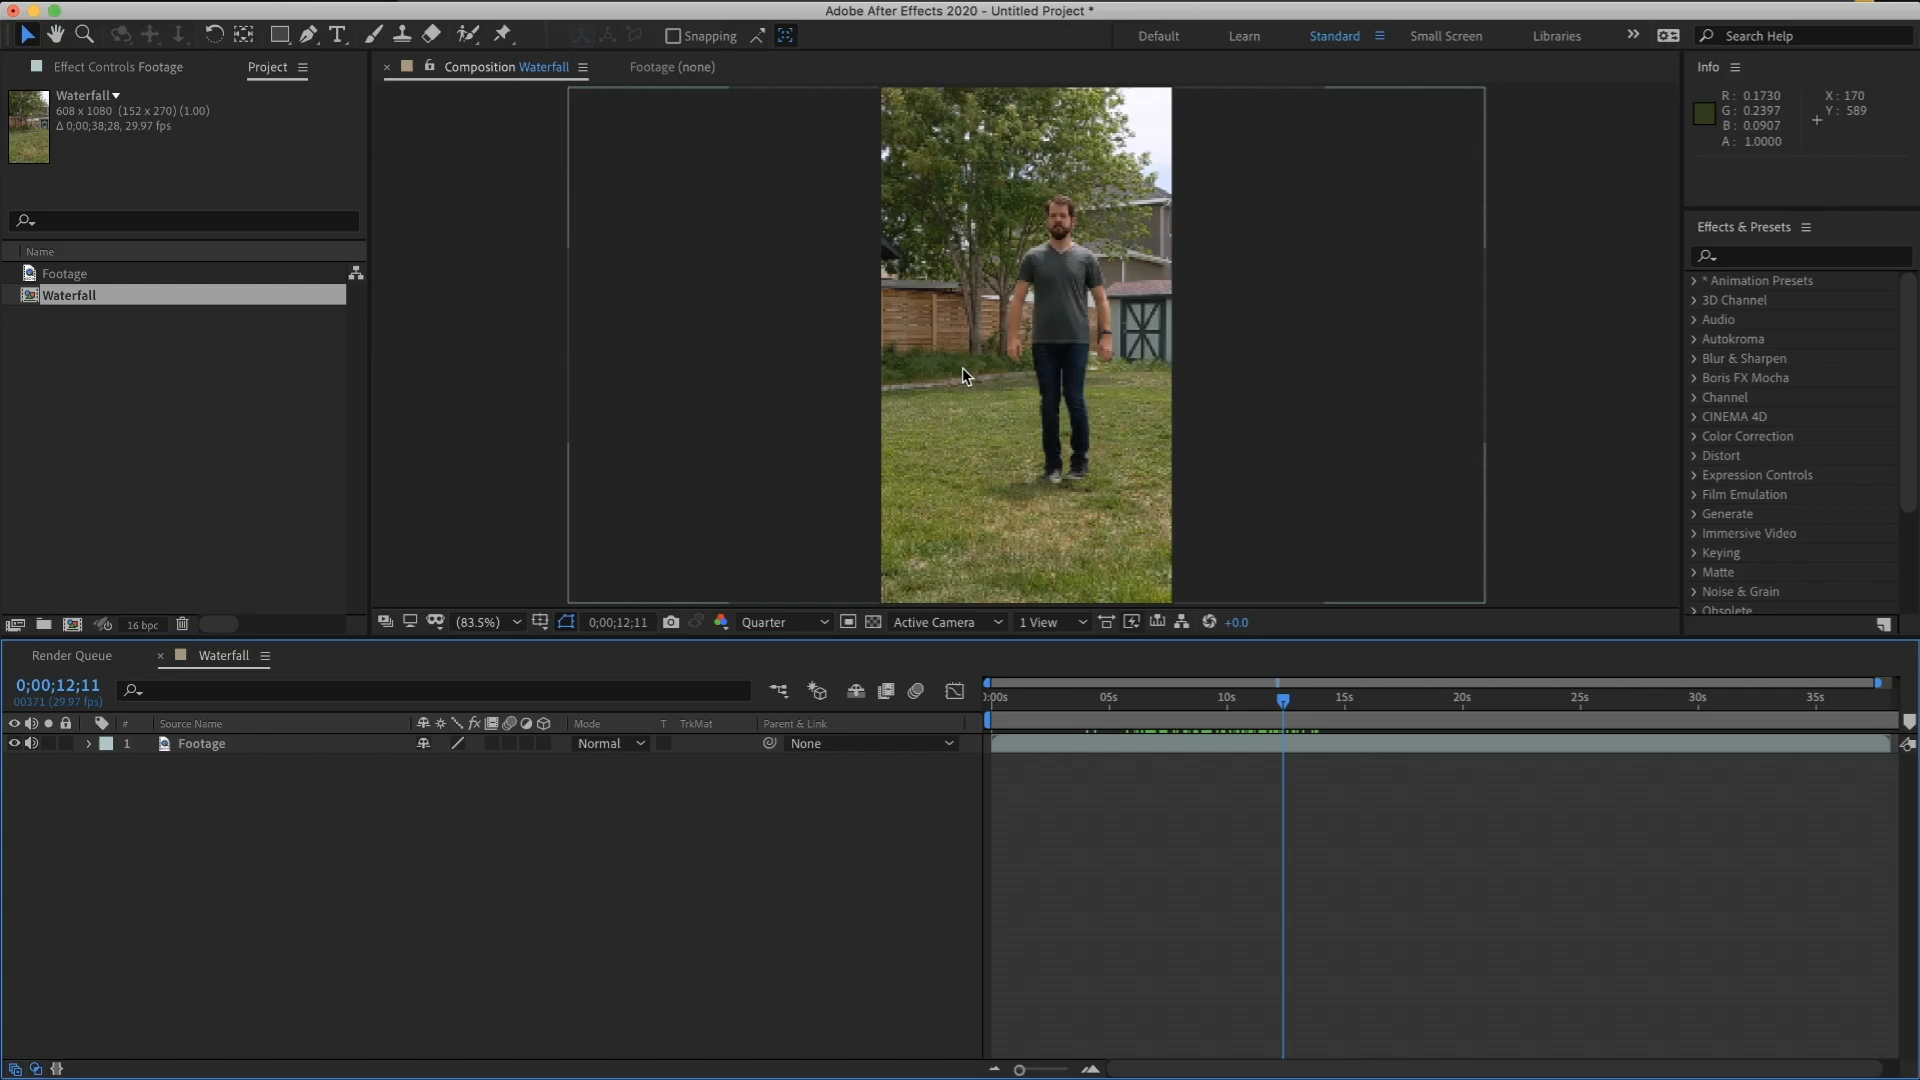 Adobe After Effects 2020 - Untitled Project *
Snapping
Default
Learn
Standard
Small Screen
Libraries
Search Help
Effect Controls Footage
Project
Composition Waterfall
Footage (none)
Info
Waterfall
608 x 1080 (152 x 270) (1.00)
Δ 0;00;38;28, 29.97 fps
R: 0.1730
G: 0.2397
B: 0.0907
A: 1.0000
X: 170
Y: 589
Effects & Presets
Name
Footage
Waterfall
* Animation Presets
3D Channel
Audio
Autokroma
Blur & Sharpen
Boris FX Mocha
Channel
CINEMA 4D
Color Correction
Distort
Expression Controls
Film Emulation
Generate
Immersive Video
Keying
Matte
Noise & Grain
Obsolete
16 bpc
(83.5%)
0;00;12;11
Quarter
Active Camera
1 View
+0.0
Render Queue
Waterfall
0;00;12;11
00371 (29.97 fps)
0:00s
05s
10s
15s
20s
25s
30s
35s
#
Source Name
Mode
T
TrkMat
Parent & Link
1
Footage
Normal
None